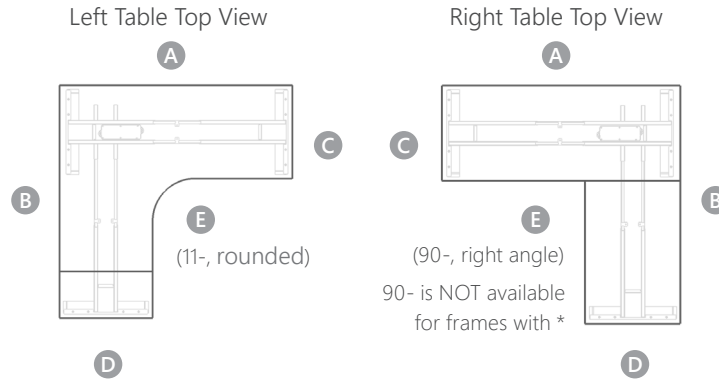 Left Table Top View
A
C
B
E
(11-, rounded)
D
Right Table Top View
A
C
B
E
(90-, right angle)
90- is NOT available
for frames with *
D